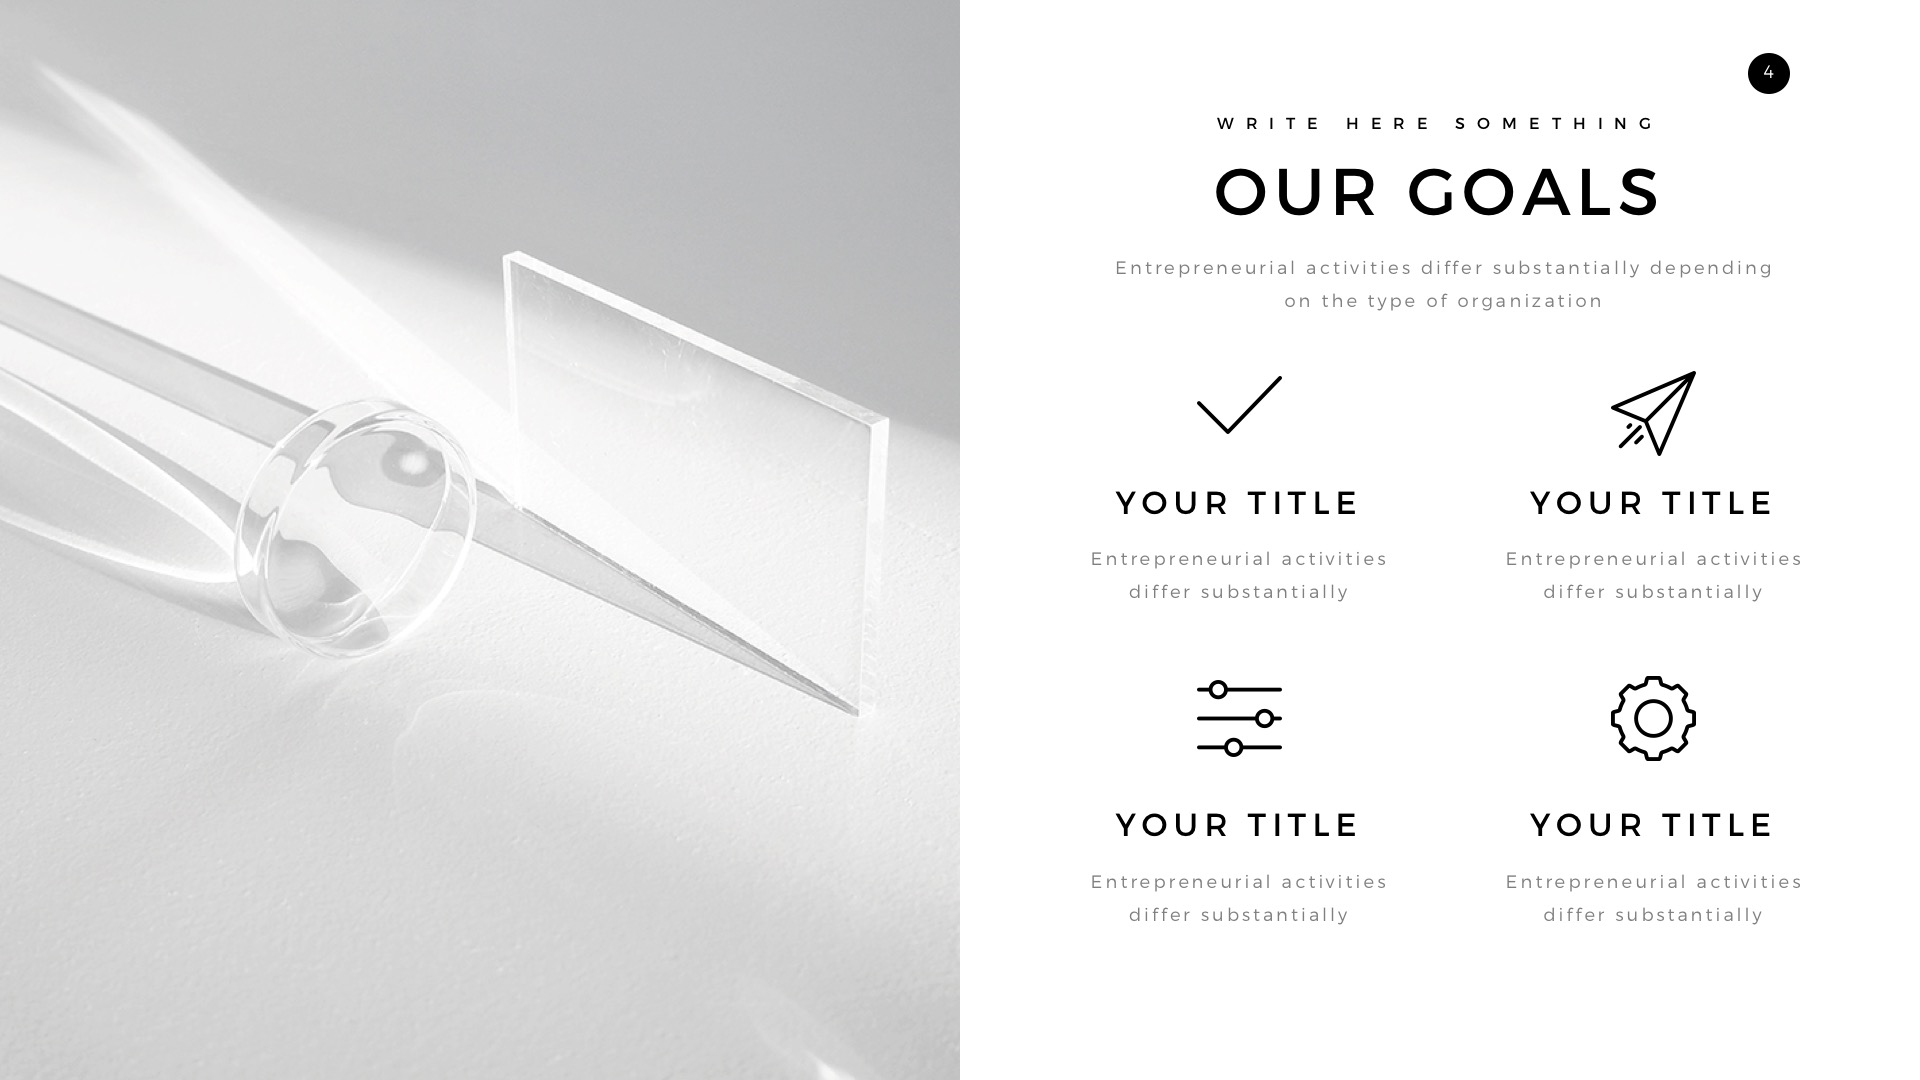 4
WRITE HERE SOMETHING
OUR GOALS
Entrepreneurial activities differ substantially depending
on the type of organization
YOUR TITLE
Entrepreneurial activities
differ substantially
YOUR TITLE
Entrepreneurial activities
differ substantially
YOUR TITLE
Entrepreneurial activities
differ substantially
YOUR TITLE
Entrepreneurial activities
differ substantially